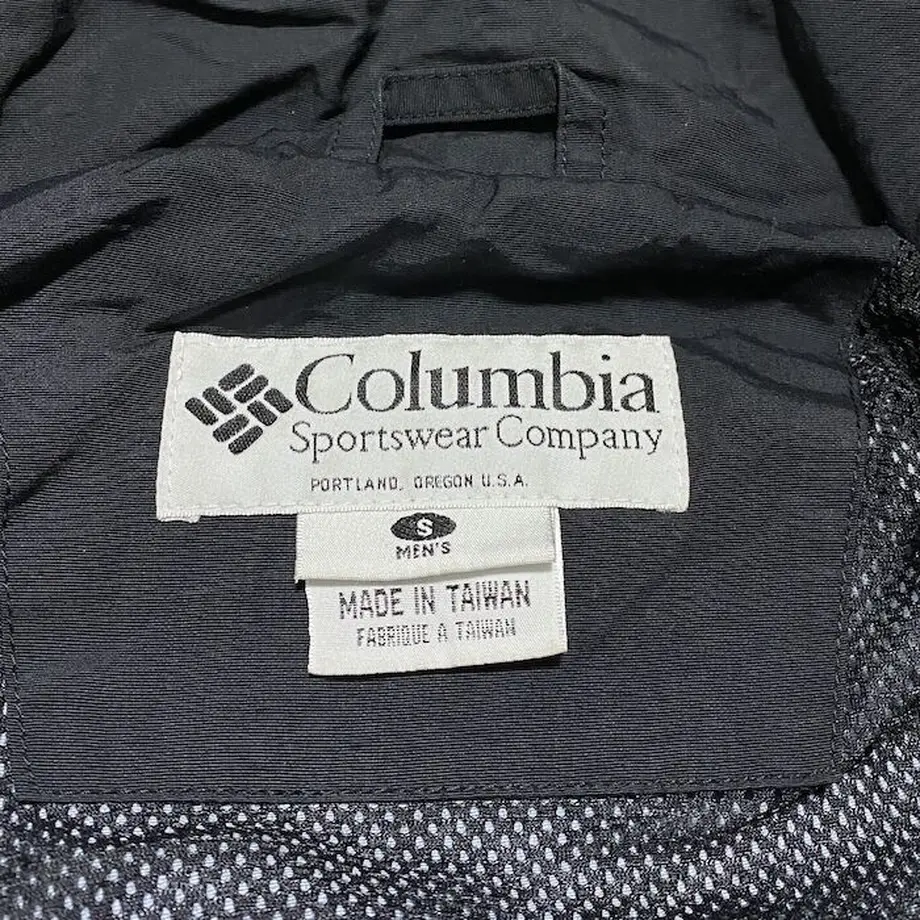 Columbia
Sportswear Company
PORTLAND, OREGON U.S.A.
S
MEN'S
MADE IN TAIWAN
FABRIQUE A TAIWAN